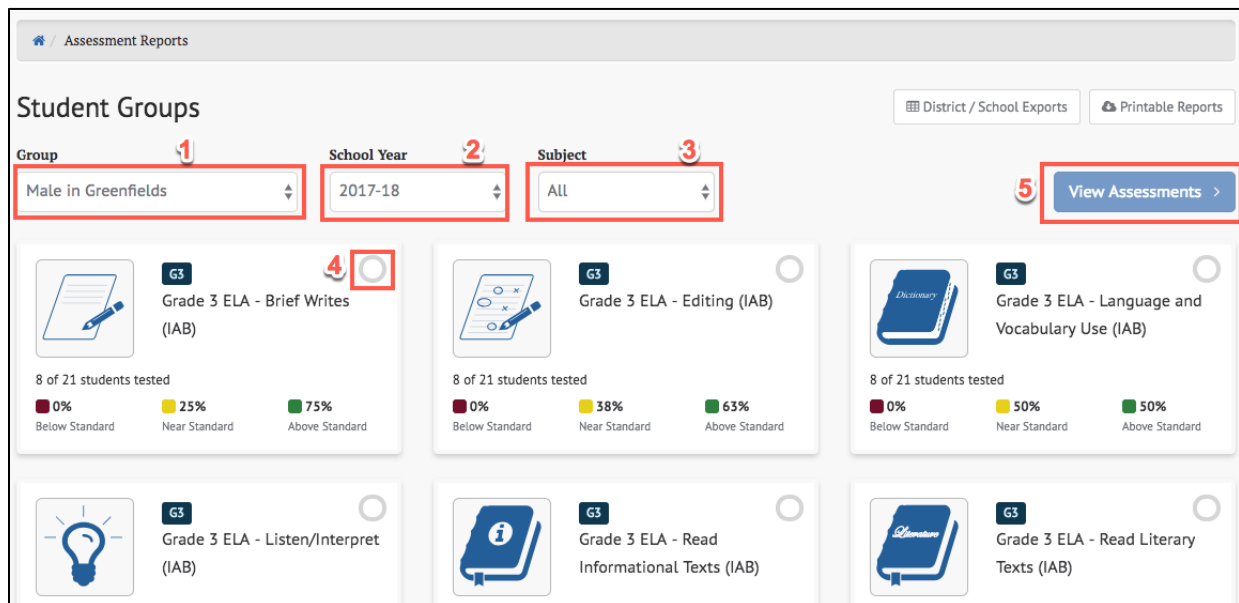 / Assessment Reports
Student Groups
District / School Exports
Printable Reports
Group
1
School Year
2
Subject
3
Male in Greenfields
2017-18
All
5
View Assessments >
G3
4
Grade 3 ELA - Brief Writes
(IAB)
8 of 21 students tested
0%
25%
75%
Below Standard
Near Standard
Above Standard
G3
Grade 3 ELA - Editing (IAB)
8 of 21 students tested
0%
38%
63%
Below Standard
Near Standard
Above Standard
Dictionary
G3
Grade 3 ELA - Language and
Vocabulary Use (IAB)
8 of 21 students tested
0%
50%
50%
Below Standard
Near Standard
Above Standard
G3
Grade 3 ELA - Listen/Interpret
(IAB)
i
G3
Grade 3 ELA - Read
Informational Texts (IAB)
Literature
G3
Grade 3 ELA - Read Literary
Texts (IAB)